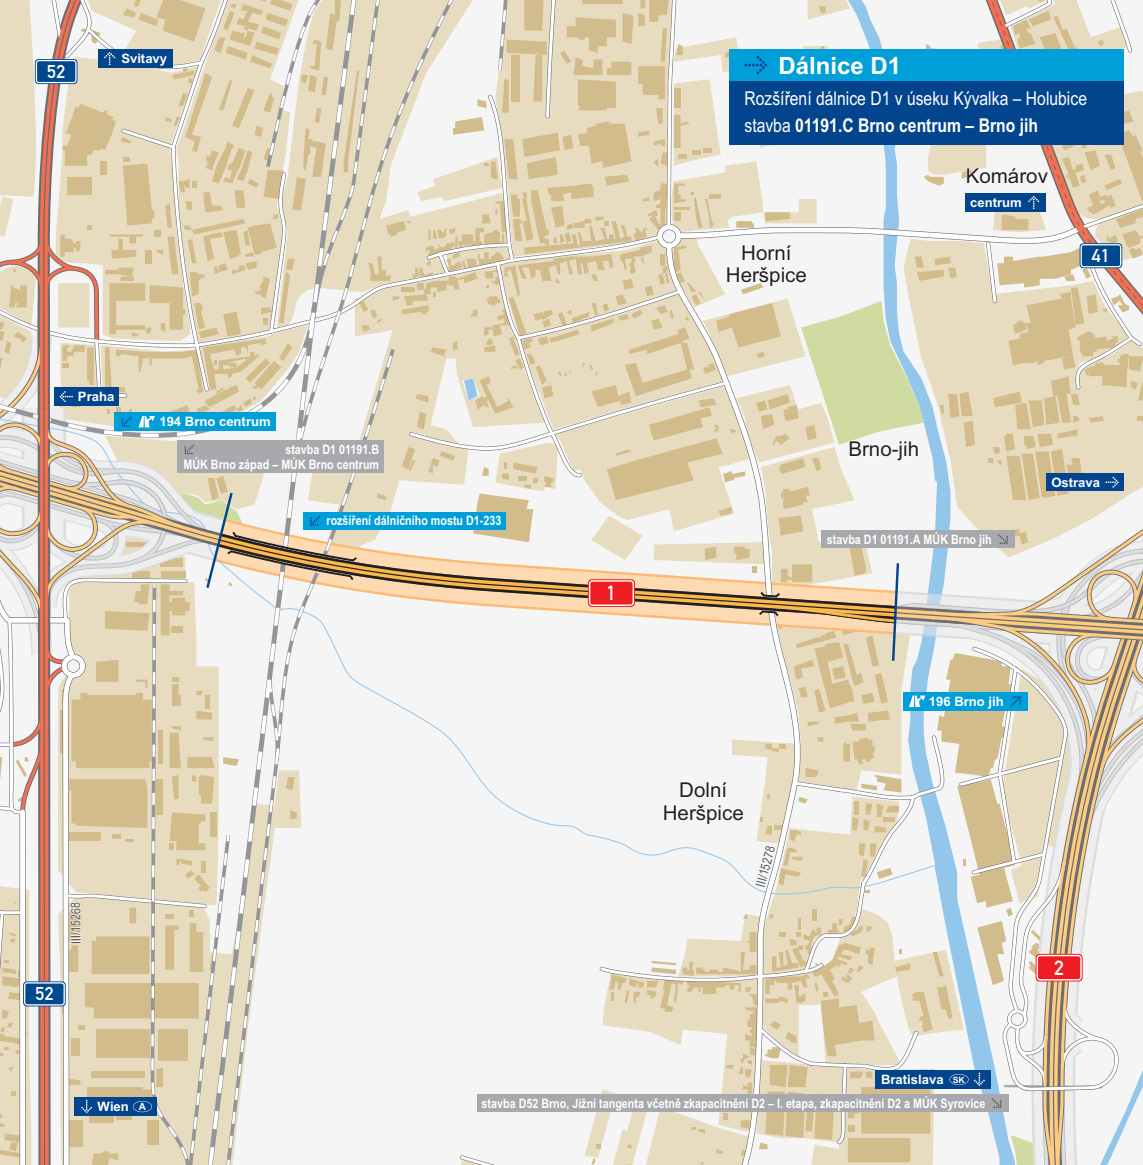 Dálnice D1
Rozšíření dálnice D1 v úseku Kývalka – Holubice
stavba 01191.C Brno centrum – Brno jih
Svitavy
52
Komárov
centrum
41
Horní
Heršpice
Praha
194 Brno centrum
stavba D1 01191.B
MÚK Brno západ – MÚK Brno centrum
Brno-jih
Ostrava
rozšíření dálničního mostu D1-233
stavba D1 01191.A MÚK Brno jih
1
196 Brno jih
Dolní
Heršpice
III/15278
III/15268
2
52
Bratislava SK
Wien A
stavba D52 Brno, Jižní tangenta včetně zkapacitnění D2 – I. etapa, zkapacitnění D2 a MÚK Syrovice